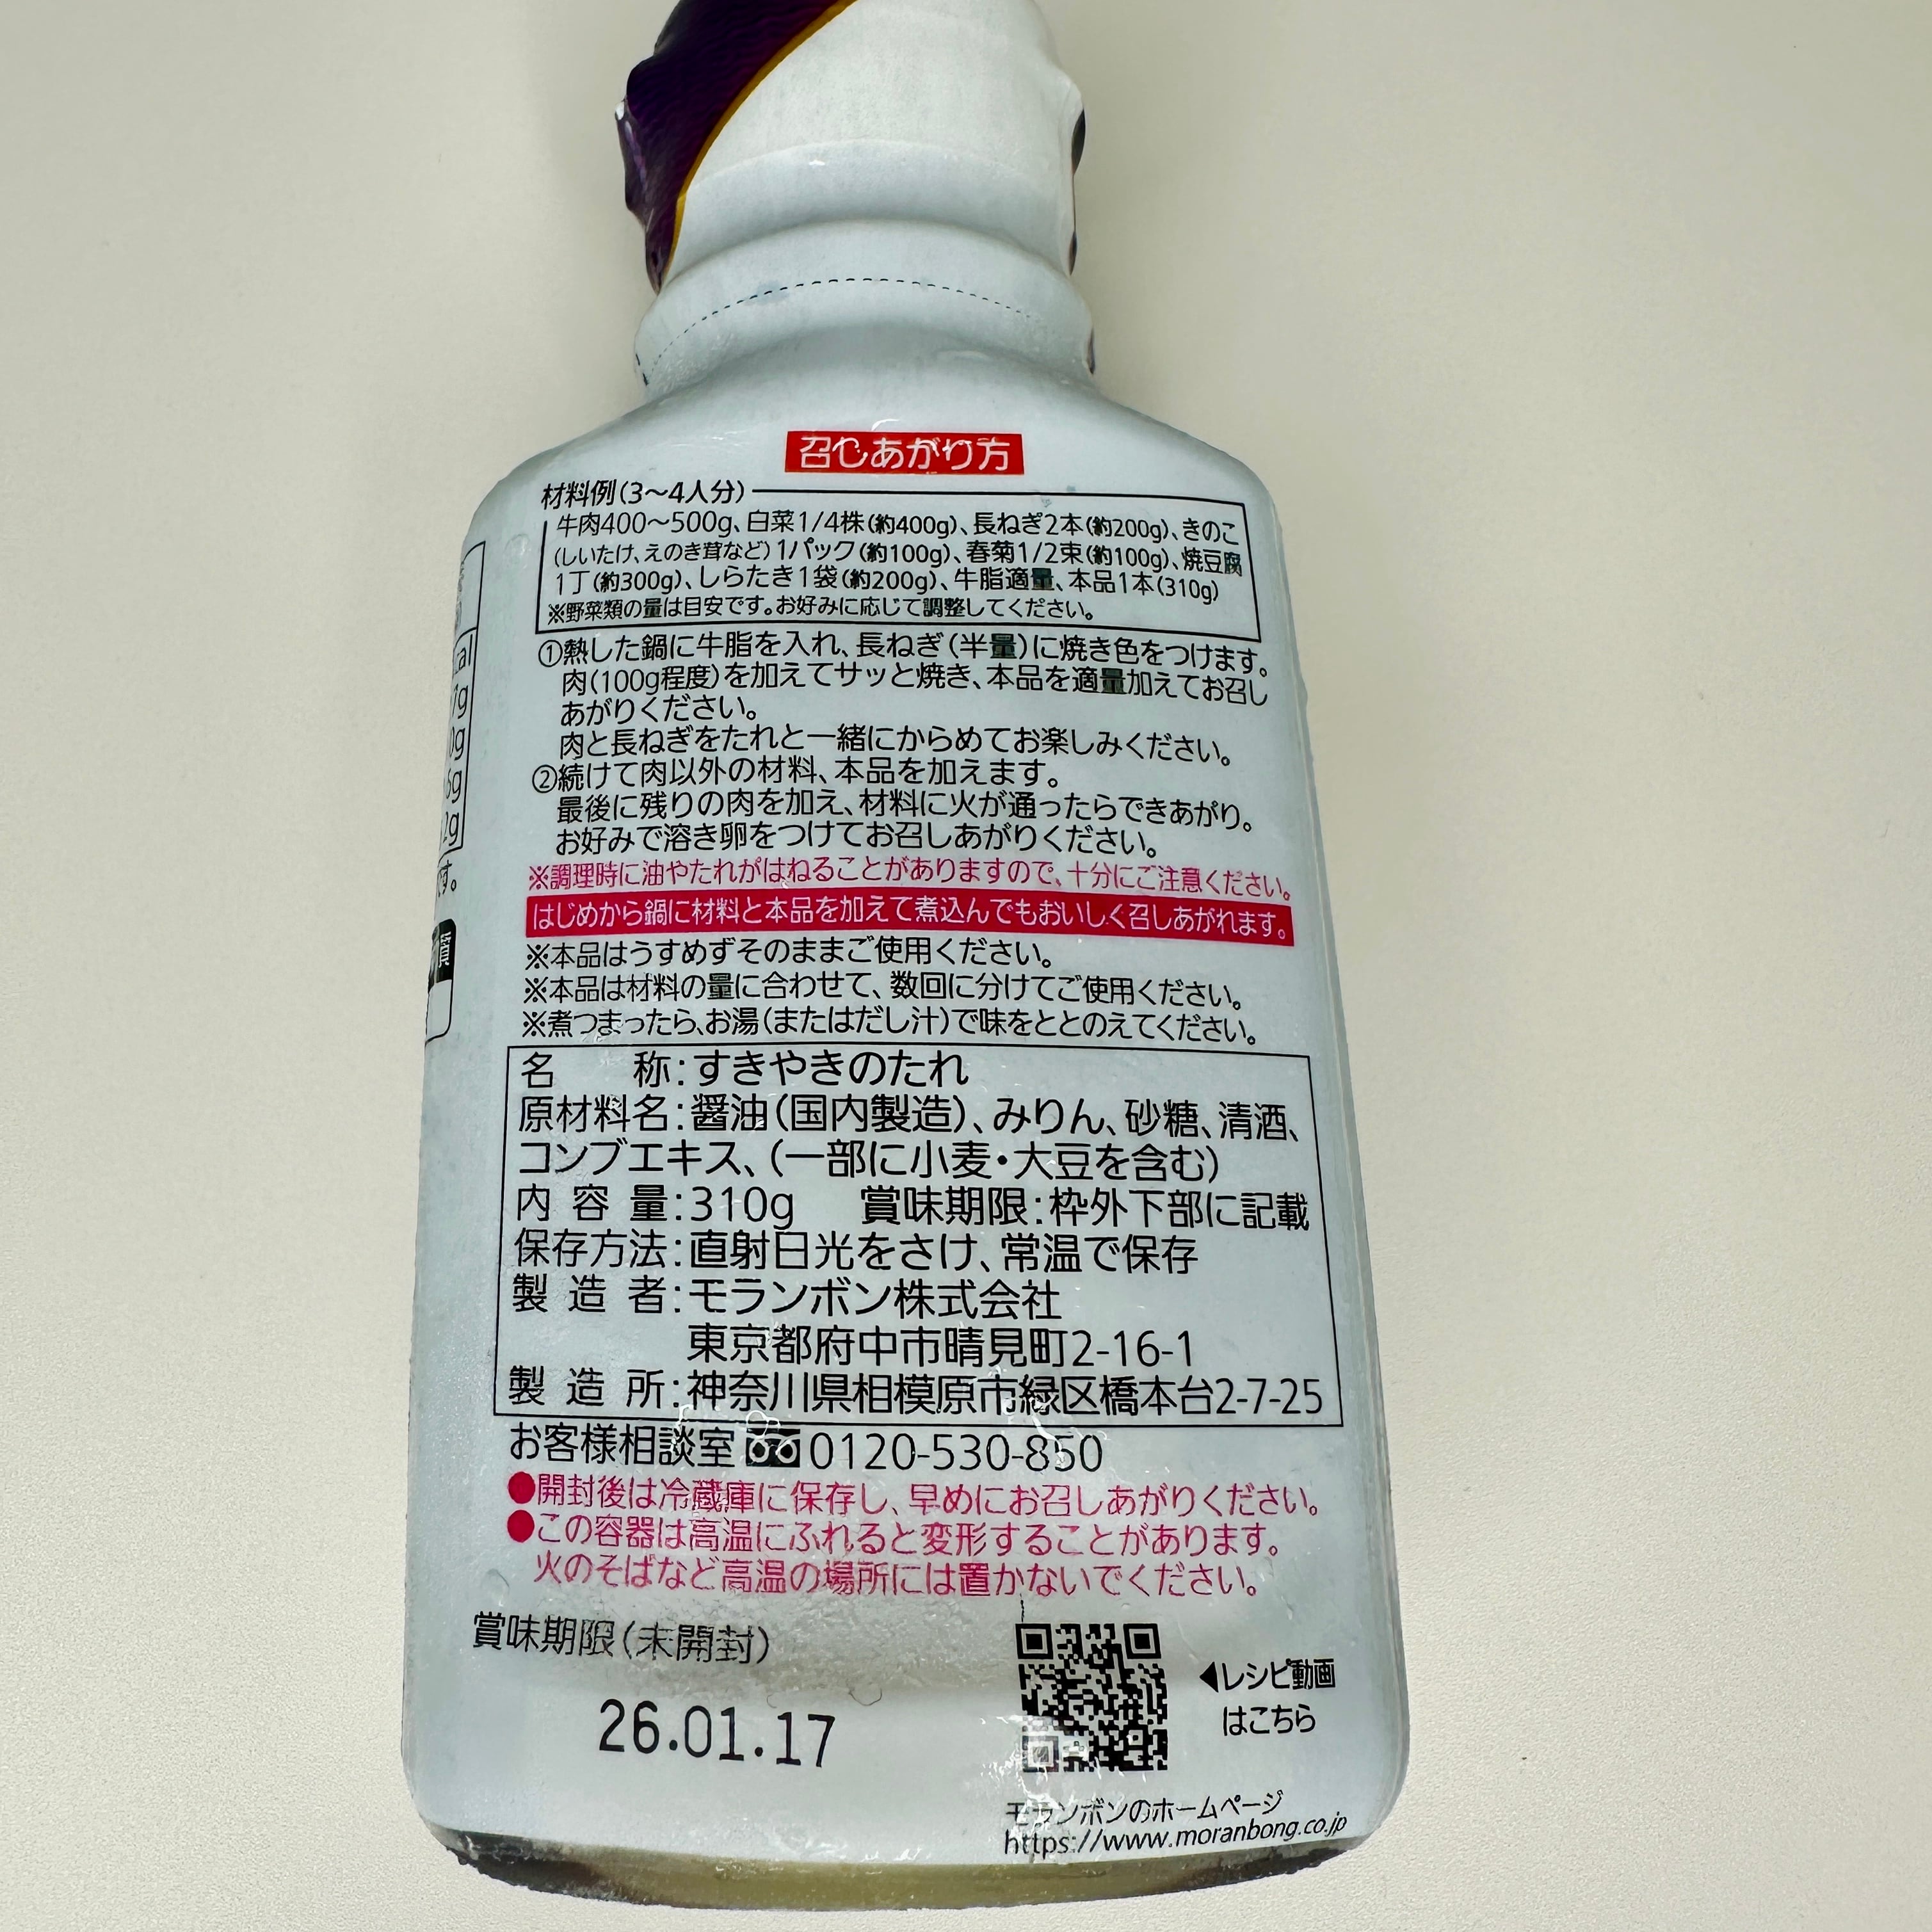 召しあがり方
材料例(3〜4人分)
牛肉400〜500g、白菜1/4株(約400g)、長ねぎ2本(約200g)、きのこ
(しいたけ、えのき茸など)1パック(約100g)、春菊1/2束(約100g)、焼豆腐
1丁(約300g)、しらたき1袋(約200g)、牛脂適量、本品1本(310g)
※野菜類の量は目安です。お好みに応じて調整してください。
①熱した鍋に牛脂を入れ、長ねぎ(半量)に焼き色をつけます。
肉(100g程度)を加えてサッと焼き、本品を適量加えてお召し
あがりください。
肉と長ねぎをたれと一緒にからめてお楽しみください。
②続けて肉以外の材料、本品を加えます。
最後に残りの肉を加え、材料に火が通ったらできあがり。
お好みで溶き卵をつけてお召しあがりください。
※調理時に油やたれがはねることがありますので、十分にご注意ください。
はじめから鍋に材料と本品を加えて煮込んでもおいしく召しあがれます。
※本品はうすめずそのままご使用ください。
※本品は材料の量に合わせて、数回に分けてご使用ください。
※煮つまったら、お湯(またはだし汁)で味をととのえてください。
名称:すきやきのたれ
原材料名:醤油(国内製造)、みりん、砂糖、清酒、
コンブエキス、(一部に小麦・大豆を含む)
内容量:310g 賞味期限:枠外下部に記載
保存方法:直射日光をさけ、常温で保存
製造者:モランボン株式会社
東京都府中市晴見町2-16-1
製造所:神奈川県相模原市緑区橋本台2-7-25
お客様相談室 0120-530-850
●開封後は冷蔵庫に保存し、早めにお召しあがりください。
●この容器は高温にふれると変形することがあります。
火のそばなど高温の場所には置かないでください。
賞味期限(未開封)
26.01.17
◀レシピ動画
はこちら
モランボンのホームページ
https://www.moranbong.co.jp